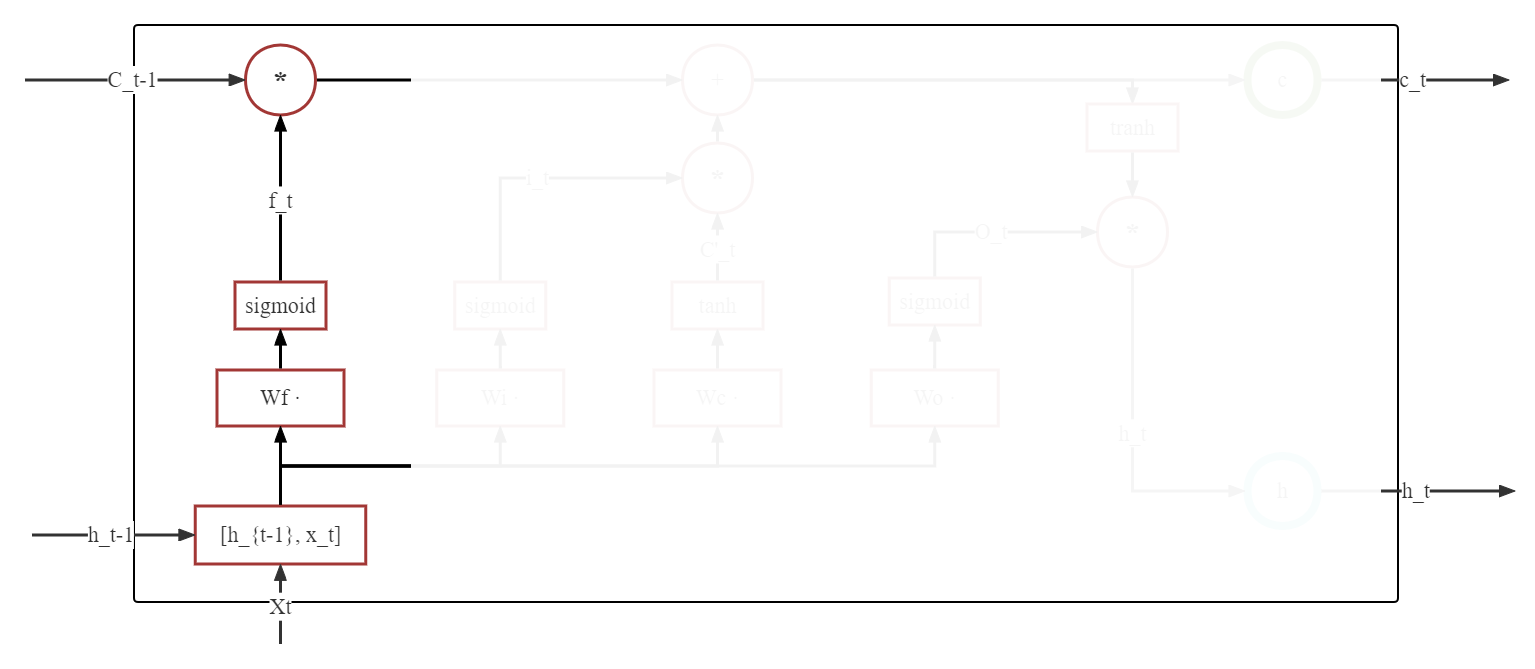 C_t-1
*
+
c
c_t
tranh
i_t
*
f_t
O_t
*
C'_t
sigmoid
sigmoid
tanh
sigmoid
Wf ·
Wi ·
Wc ·
Wo ·
h_t
h
h_t
h_t-1
[h_{t-1}, x_t]
Xt